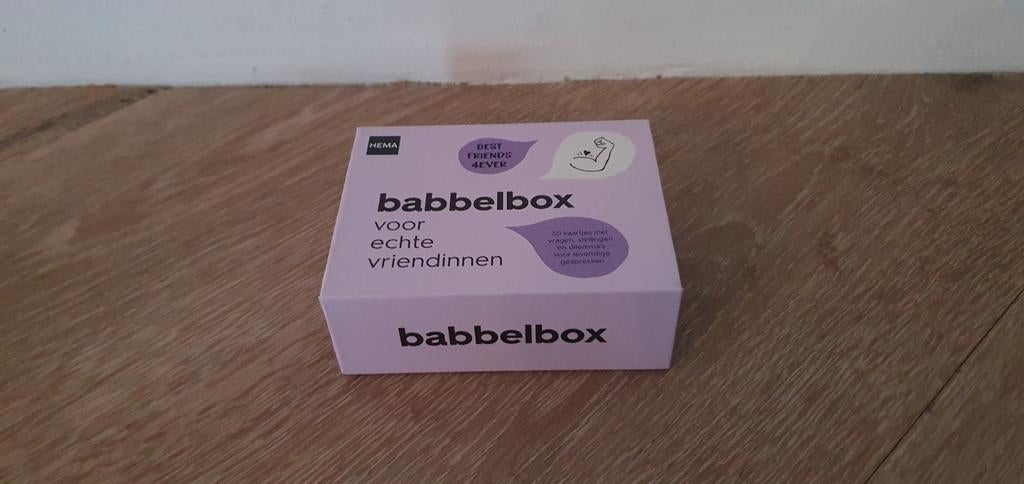 HEMA
BEST
FRIENDS
4EVER
babbelbox
voor
echte
vriendinnen
50 kaartjes met
vragen, stellingen
en dilemma's
voor levendige
gesprekken
babbelbox